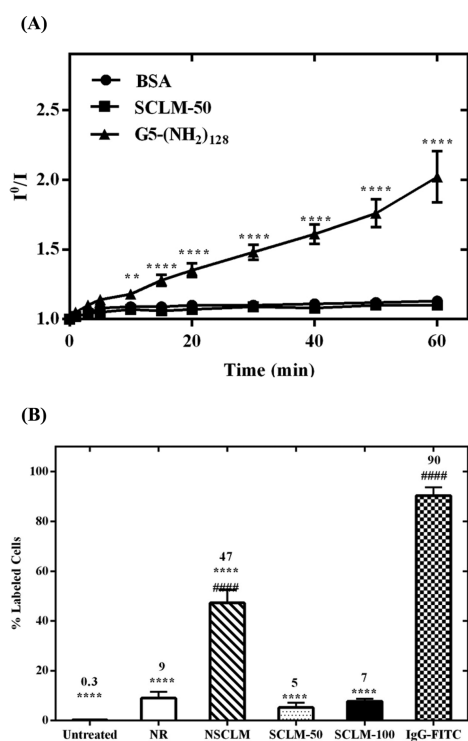 (A)
BSA
SCLM-50
G5-(NH2)128
2.5
2.0
1.5
1.0
I⁰/I
**
****
****
****
****
****
****
0
20
40
60
Time (min)
(B)
% Labeled Cells
100
80
60
40
20
0
0.3
****
9
****
47
****
####
5
****
7
****
90
####
Untreated
NR
NSCLM
SCLM-50
SCLM-100
IgG-FITC